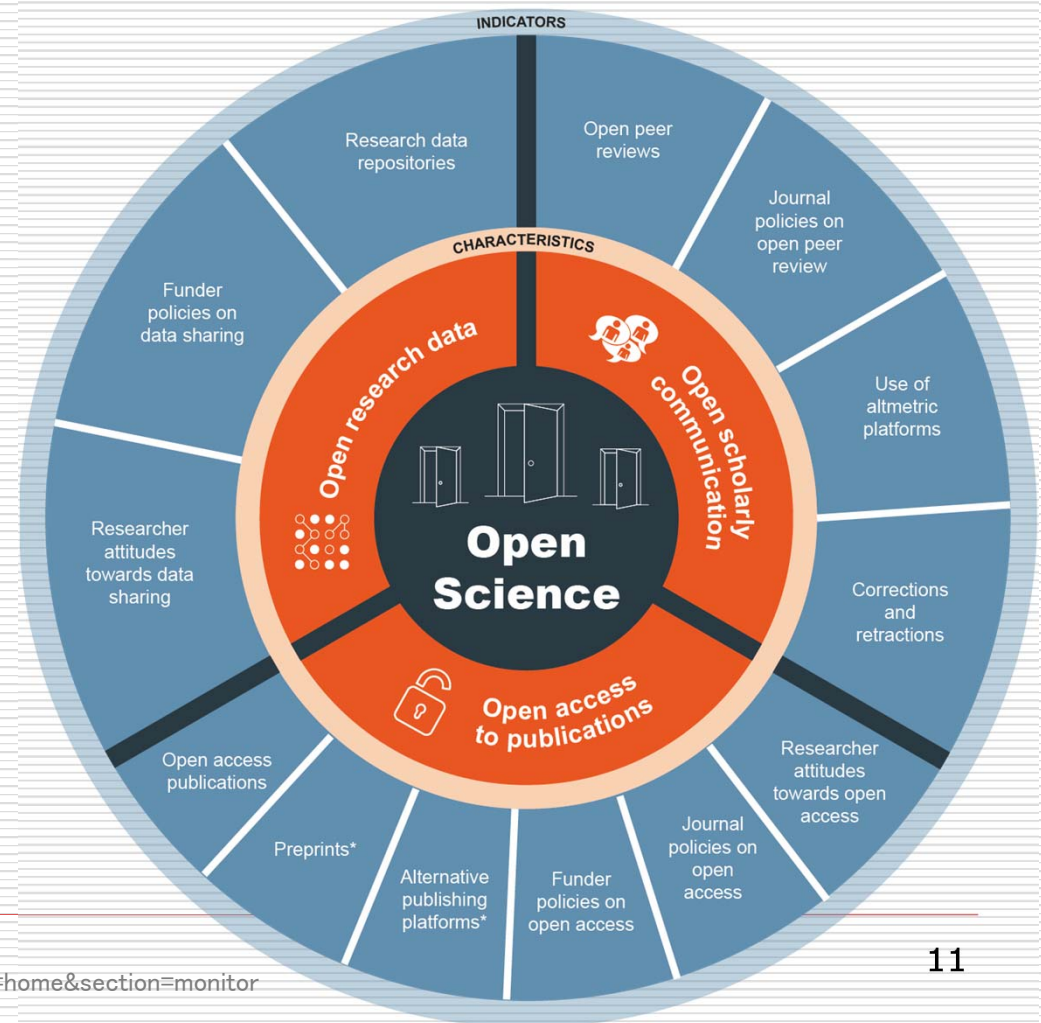 INDICATORS
Research data
repositories
Open peer
reviews
Journal
policies on
open peer
review
Use of
altmetric
platforms
Corrections
and
retractions
Researcher
attitudes
towards open
access
Journal
policies on
open
access
Funder
policies on
open access
Alternative
publishing
platforms*
Preprints*
Open access
publications
Researcher
attitudes
towards data
sharing
Funder
policies on
data sharing
CHARACTERISTICS
Open research data
Open scholarly
communication
Open access
to publications
Open
Science
=home&section=monitor
11